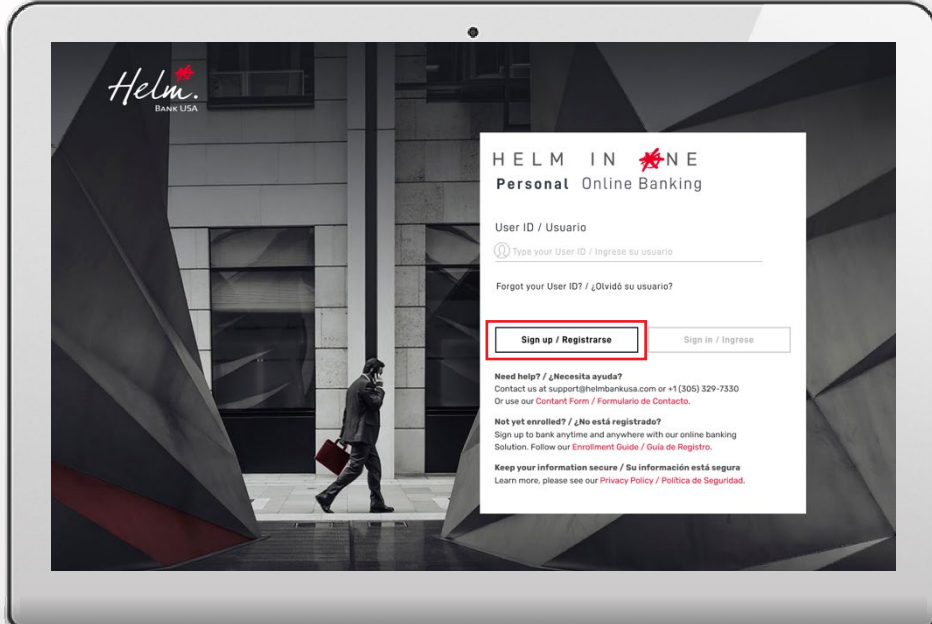 Helm.
BANK USA
HELM IN ONE
Personal Online Banking
User ID / Usuario
Type your User ID / Ingrese su usuario
Forgot your User ID? / ¿Olvidó su usuario?
Sign up / Registrarse
Sign in / Ingrese
Need help? / ¿Necesita ayuda?
Contact us at support@helmbankusa.com or +1 (305) 329-7330
Or use our Contant Form / Formulario de Contacto.
Not yet enrolled? / ¿No está registrado?
Sign up to bank anytime and anywhere with our online banking
Solution. Follow our Enrollment Guide / Guía de Registro.
Keep your information secure / Su información está segura
Learn more, please see our Privacy Policy / Política de Seguridad.